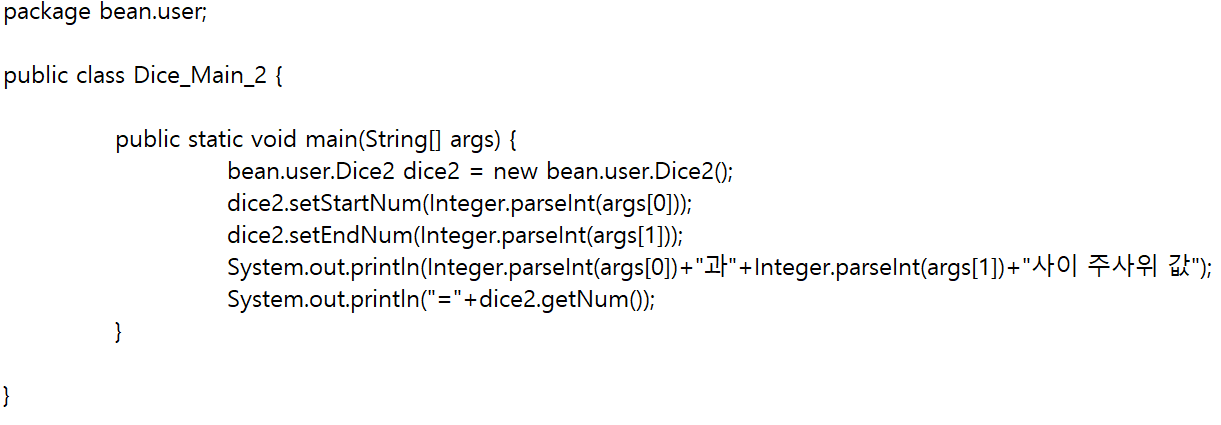 package bean.user;
public class Dice_Main_2 {
public static void main(String[] args) {
bean.user.Dice2 dice2 = new bean.user.Dice2();
dice2.setStartNum(Integer.parseInt(args[0]));
dice2.setEndNum(Integer.parseInt(args[1]));
System.out.println(Integer.parseInt(args[0])+"과"+Integer.parseInt(args[1])+"사이 주사위 값");
System.out.println("="+dice2.getNum());
}
}